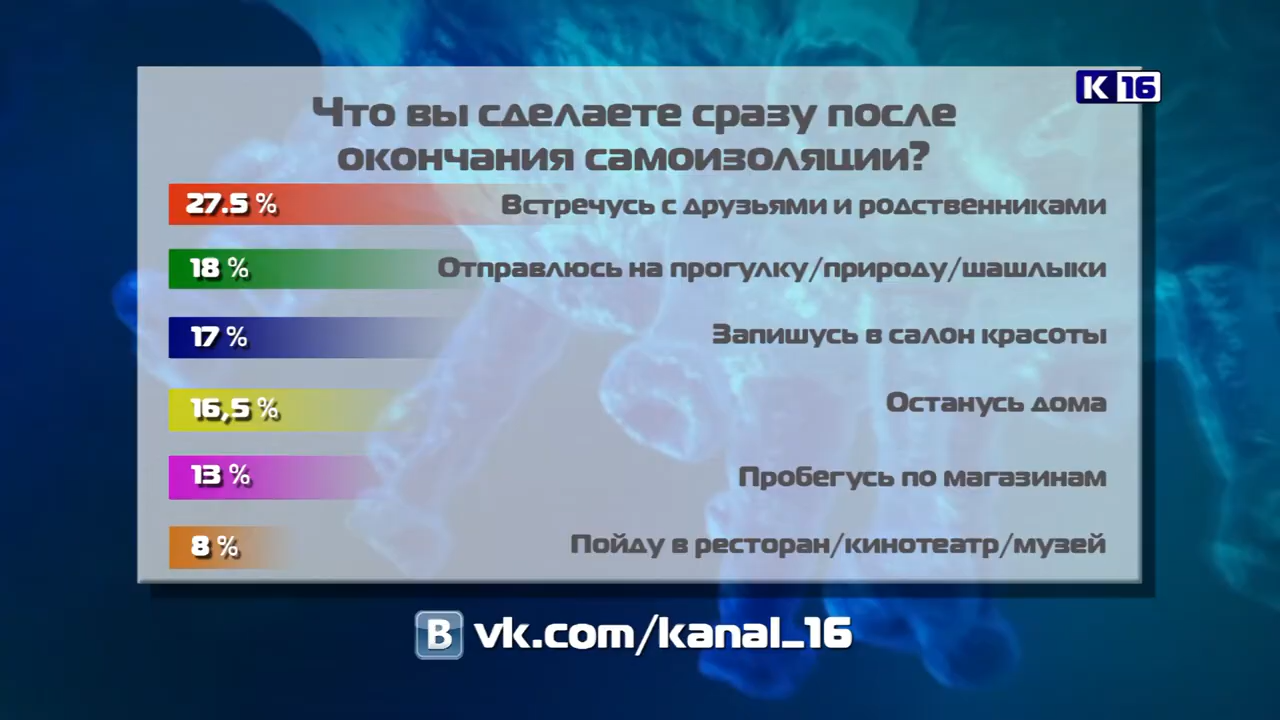 К 16
Что вы сделаете сразу после
окончания самоизоляции?
27.5 % Встречусь с друзьями и родственниками
18 % Отправлюсь на прогулку/природу/шашлыки
17 % Запишусь в салон красоты
16,5 % Останусь дома
13 % Пробегусь по магазинам
8 % Пойду в ресторан/кинотеатр/музей
В vk.com/kanal_16